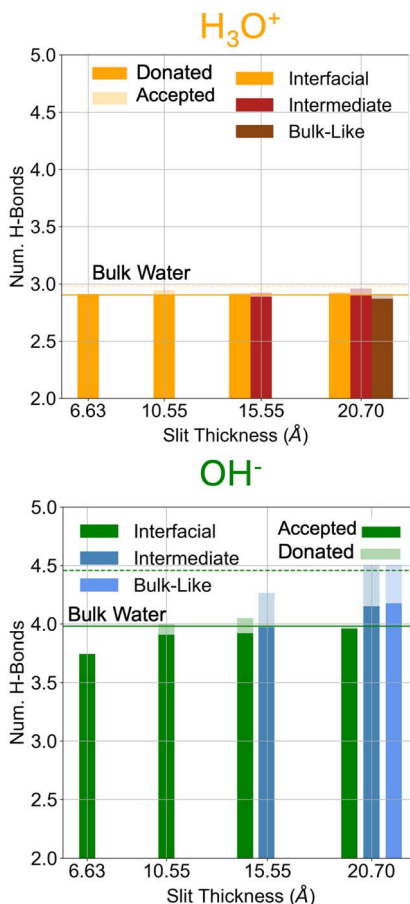 H₃O⁺
Donated
Accepted
Interfacial
Intermediate
Bulk-Like
Bulk Water
Num. H-Bonds
5.0
4.5
4.0
3.5
3.0
2.5
2.0
6.63 10.55 15.55 20.70
Slit Thickness (Å)
OH⁻
Interfacial
Intermediate
Bulk-Like
Accepted
Donated
Bulk Water
Num. H-Bonds
5.0
4.5
4.0
3.5
3.0
2.5
2.0
6.63 10.55 15.55 20.70
Slit Thickness (Å)